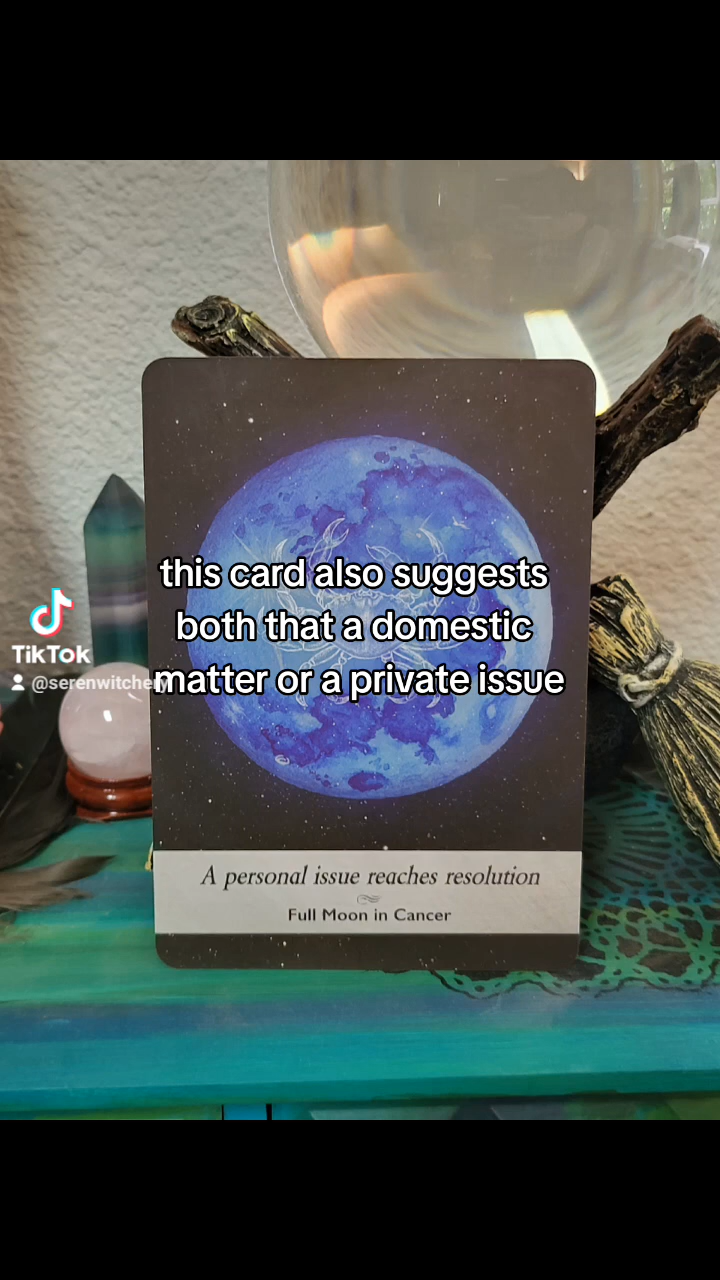 this card also suggests
both that a domestic
matter or a private issue
TikTok
@serenwitchery
A personal issue reaches resolution
Full Moon in Cancer